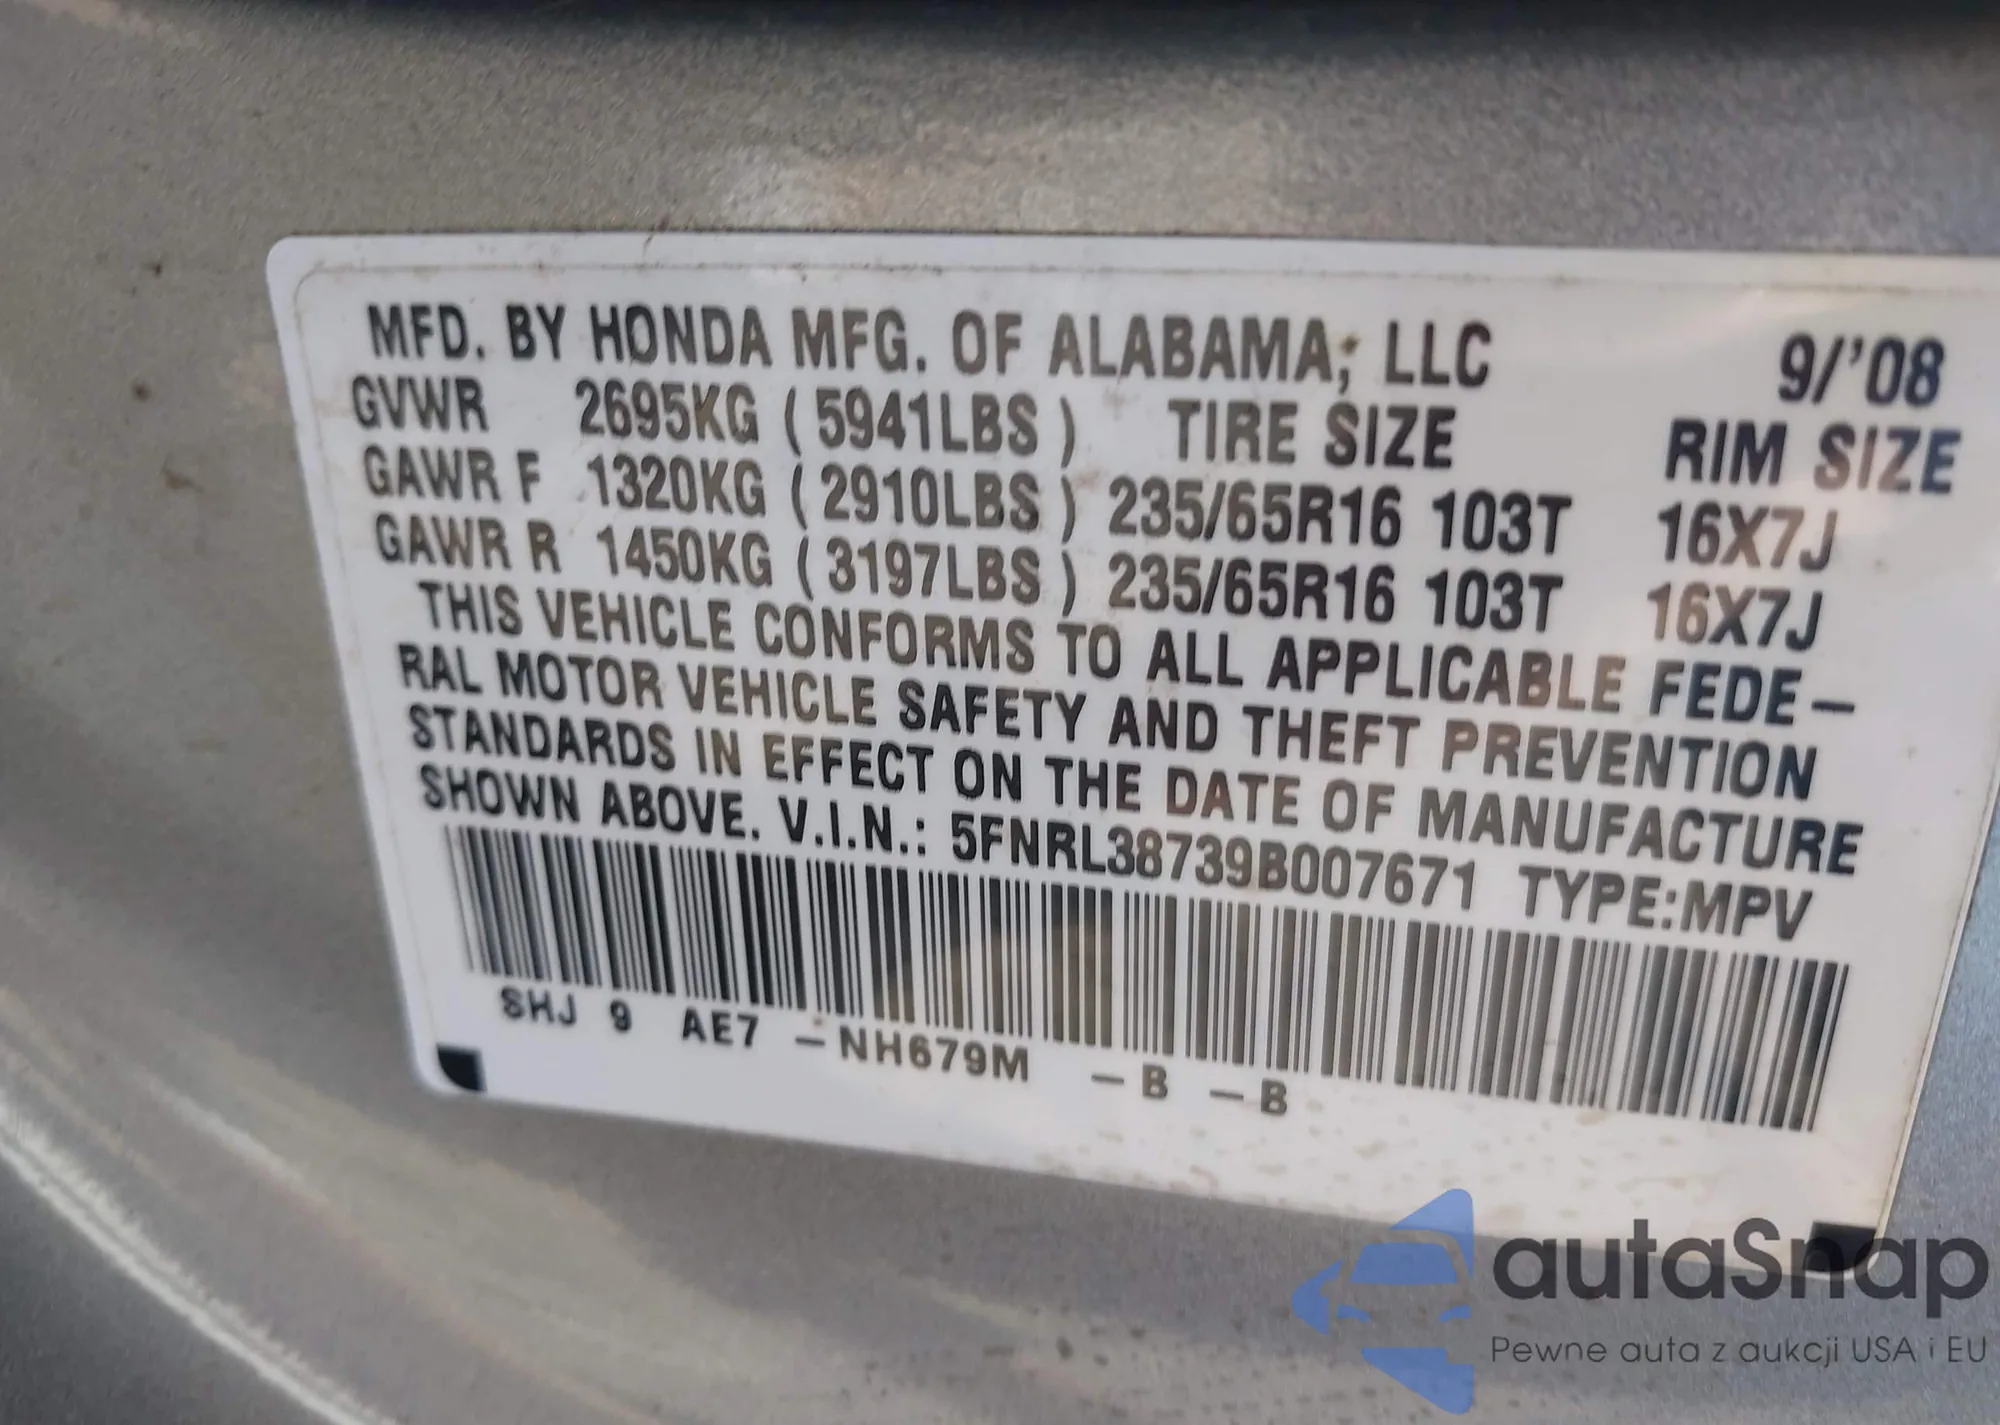 MFD. BY HONDA MFG. OF ALABAMA, LLC 9/'08
GVWR 2695KG ( 5941LBS ) TIRE SIZE RIM SIZE
GAWR F 1320KG ( 2910LBS ) 235/65R16 103T 16X7J
GAWR R 1450KG ( 3197LBS ) 235/65R16 103T 16X7J
THIS VEHICLE CONFORMS TO ALL APPLICABLE FEDE–
RAL MOTOR VEHICLE SAFETY AND THEFT PREVENTION
STANDARDS IN EFFECT ON THE DATE OF MANUFACTURE
SHOWN ABOVE. V.I.N.: 5FNRL38739B007671 TYPE:MPV
SHJ 9 AE7 –NH679M –B –B
autaSnap
Pewne auta z aukcji USA i EU